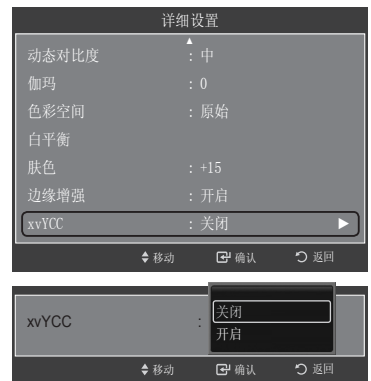 详细设置
动态对比度 : 中
伽玛 : 0
色彩空间 : 原始
白平衡
肤色 : +15
边缘增强 : 开启
xvYCC : 关闭
移动 确认 返回
xvYCC : 关闭
开启
移动 确认 返回